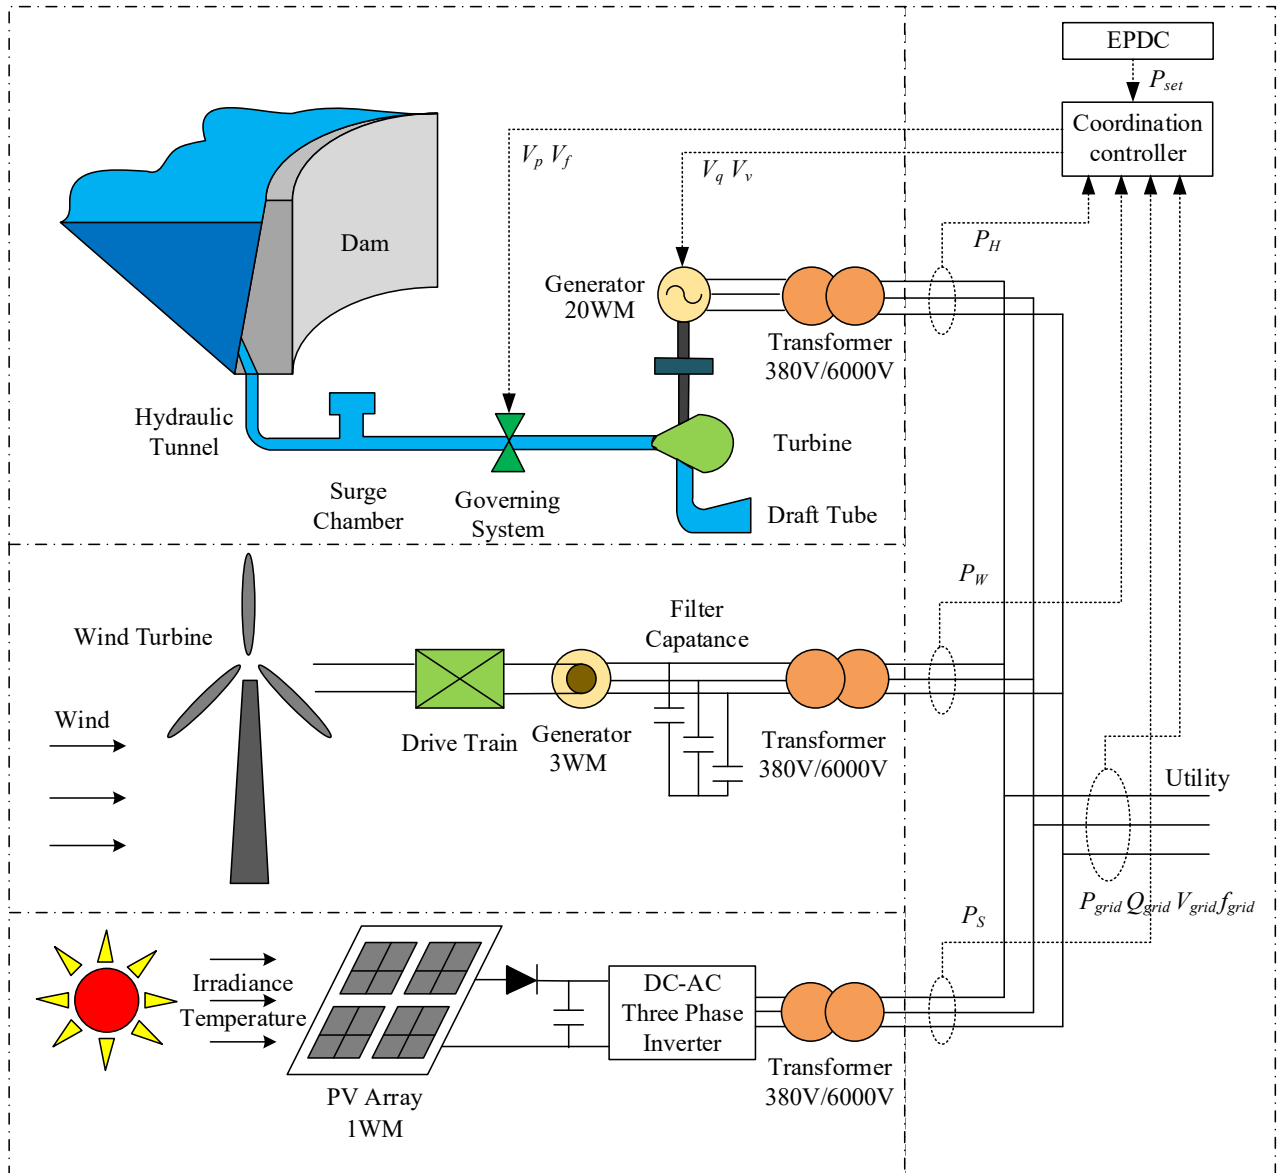 EPDC
P_set
Coordination
controller
V_p V_f
V_q V_v
P_H
Dam
Generator
20WM
Transformer
380V/6000V
Hydraulic
Tunnel
Turbine
Surge
Chamber
Governing
System
Draft Tube
P_W
Filter
Capatance
Wind Turbine
Wind
Drive Train
Generator
3WM
Transformer
380V/6000V
Utility
P_grid Q_grid V_grid f_grid
P_S
Irradiance
Temperature
DC-AC
Three Phase
Inverter
Transformer
380V/6000V
PV Array
1WM